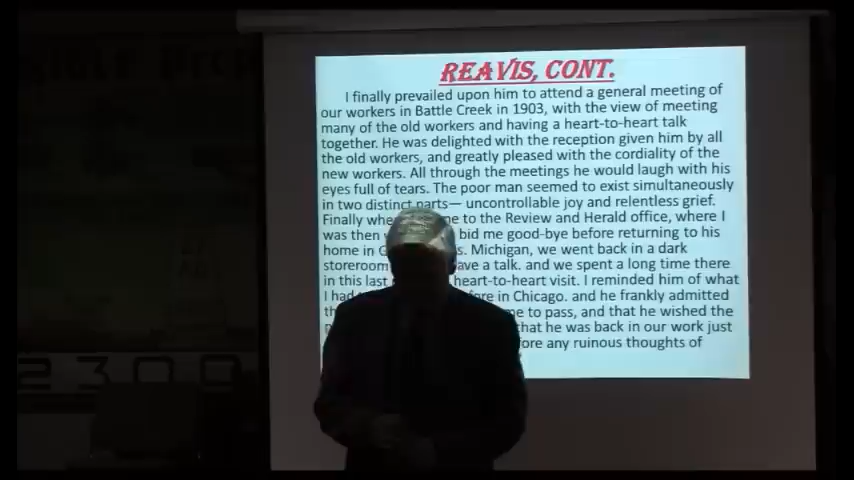 REAVIS, CONT.
I finally prevailed upon him to attend a general meeting of
our workers in Battle Creek in 1903, with the view of meeting
many of the old workers and having a heart-to-heart talk
together. He was delighted with the reception given him by all
the old workers, and greatly pleased with the cordiality of the
new workers. All through the meetings he would laugh with his
eyes full of tears. The poor man seemed to exist simultaneously
in two distinct parts— uncontrollable joy and relentless grief.
Finally to the Review and Herald office, where I
was then bid me good-bye before returning to his
home in Michigan, we went back in a dark
storeroom a talk. and we spent a long time there
in this last heart-to-heart visit. I reminded him of what
I had in Chicago. and he frankly admitted
to pass, and that he wished the
that he was back in our work just
any ruinous thoughts of
2300